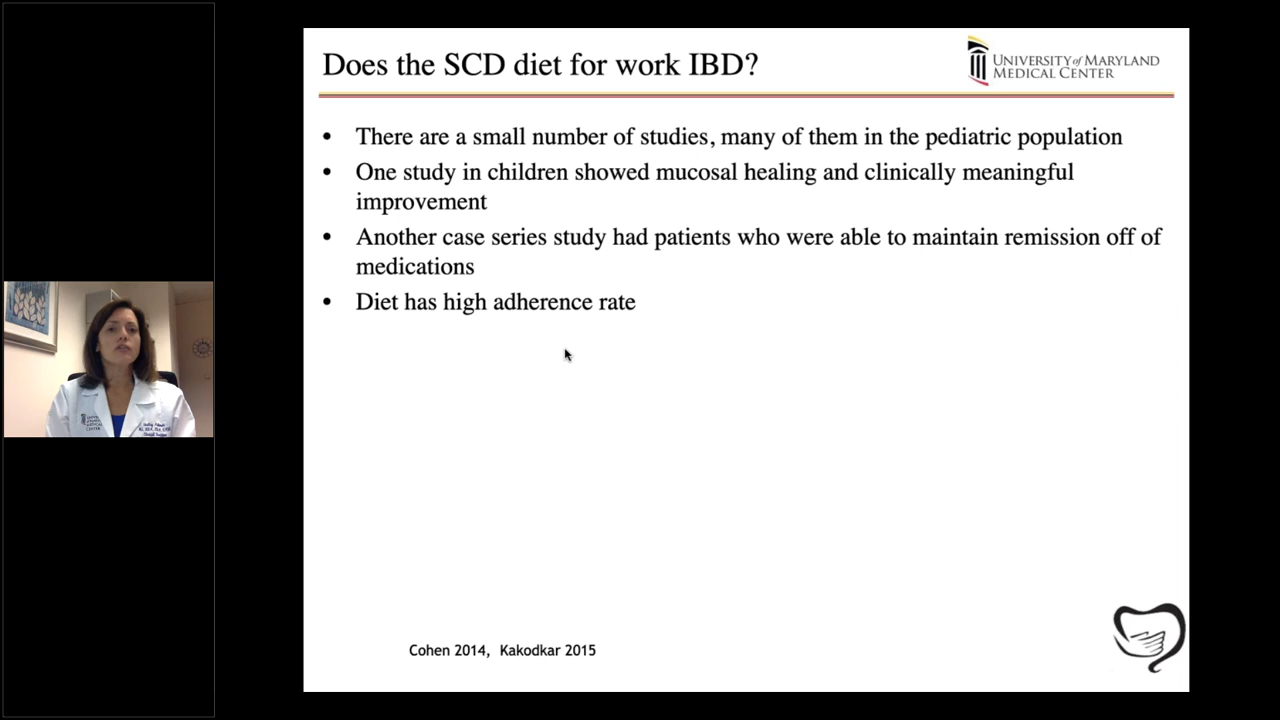 Does the SCD diet for work IBD?
UNIVERSITY of MARYLAND
MEDICAL CENTER
• There are a small number of studies, many of them in the pediatric population
• One study in children showed mucosal healing and clinically meaningful
improvement
• Another case series study had patients who were able to maintain remission off of
medications
• Diet has high adherence rate
Cohen 2014, Kakodkar 2015
MEDICAL
CENTER